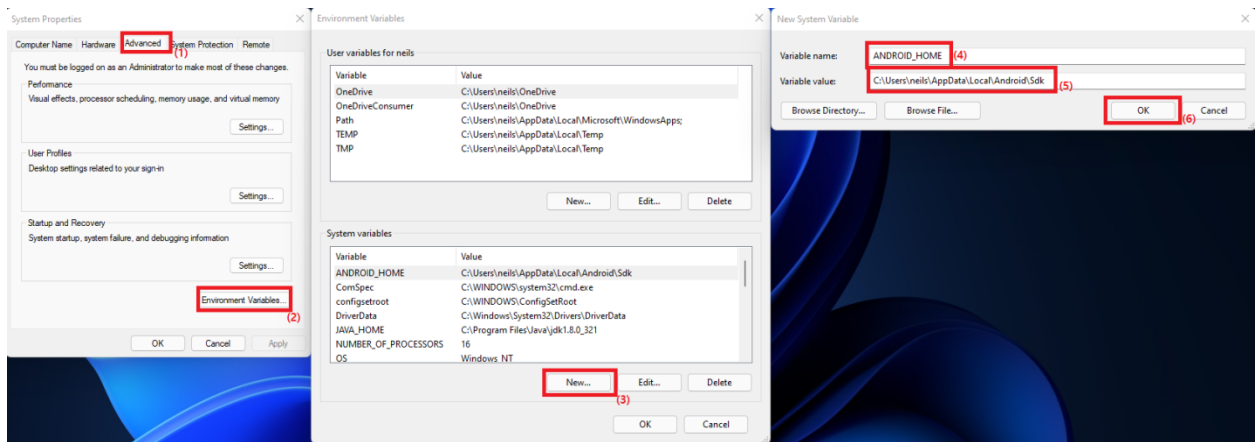 System Properties
Computer Name Hardware Advanced System Protection Remote
(1)
You must be logged on as an Administrator to make most of these changes.
Performance
Visual effects, processor scheduling, memory usage, and virtual memory
Settings...
User Profiles
Desktop settings related to your sign-in
Settings...
Startup and Recovery
System startup, system failure, and debugging information
Settings...
Environment Variables...
(2)
OK Cancel Apply
Environment Variables
User variables for neils
Variable Value
OneDrive C:\Users\neils\OneDrive
OneDriveConsumer C:\Users\neils\OneDrive
Path C:\Users\neils\AppData\Local\Microsoft\WindowsApps;
TEMP C:\Users\neils\AppData\Local\Temp
TMP C:\Users\neils\AppData\Local\Temp
New... Edit... Delete
System variables
Variable Value
ANDROID_HOME C:\Users\neils\AppData\Local\Android\Sdk
ComSpec C:\WINDOWS\system32\cmd.exe
configsetroot C:\WINDOWS\ConfigSetRoot
DriverData C:\Windows\System32\Drivers\DriverData
JAVA_HOME C:\Program Files\Java\jdk1.8.0_321
NUMBER_OF_PROCESSORS 16
OS Windows_NT
New... Edit... Delete
(3)
OK Cancel
New System Variable
Variable name: ANDROID_HOME (4)
Variable value: C:\Users\neils\AppData\Local\Android\Sdk
(5)
Browse Directory... Browse File... OK Cancel
(6)